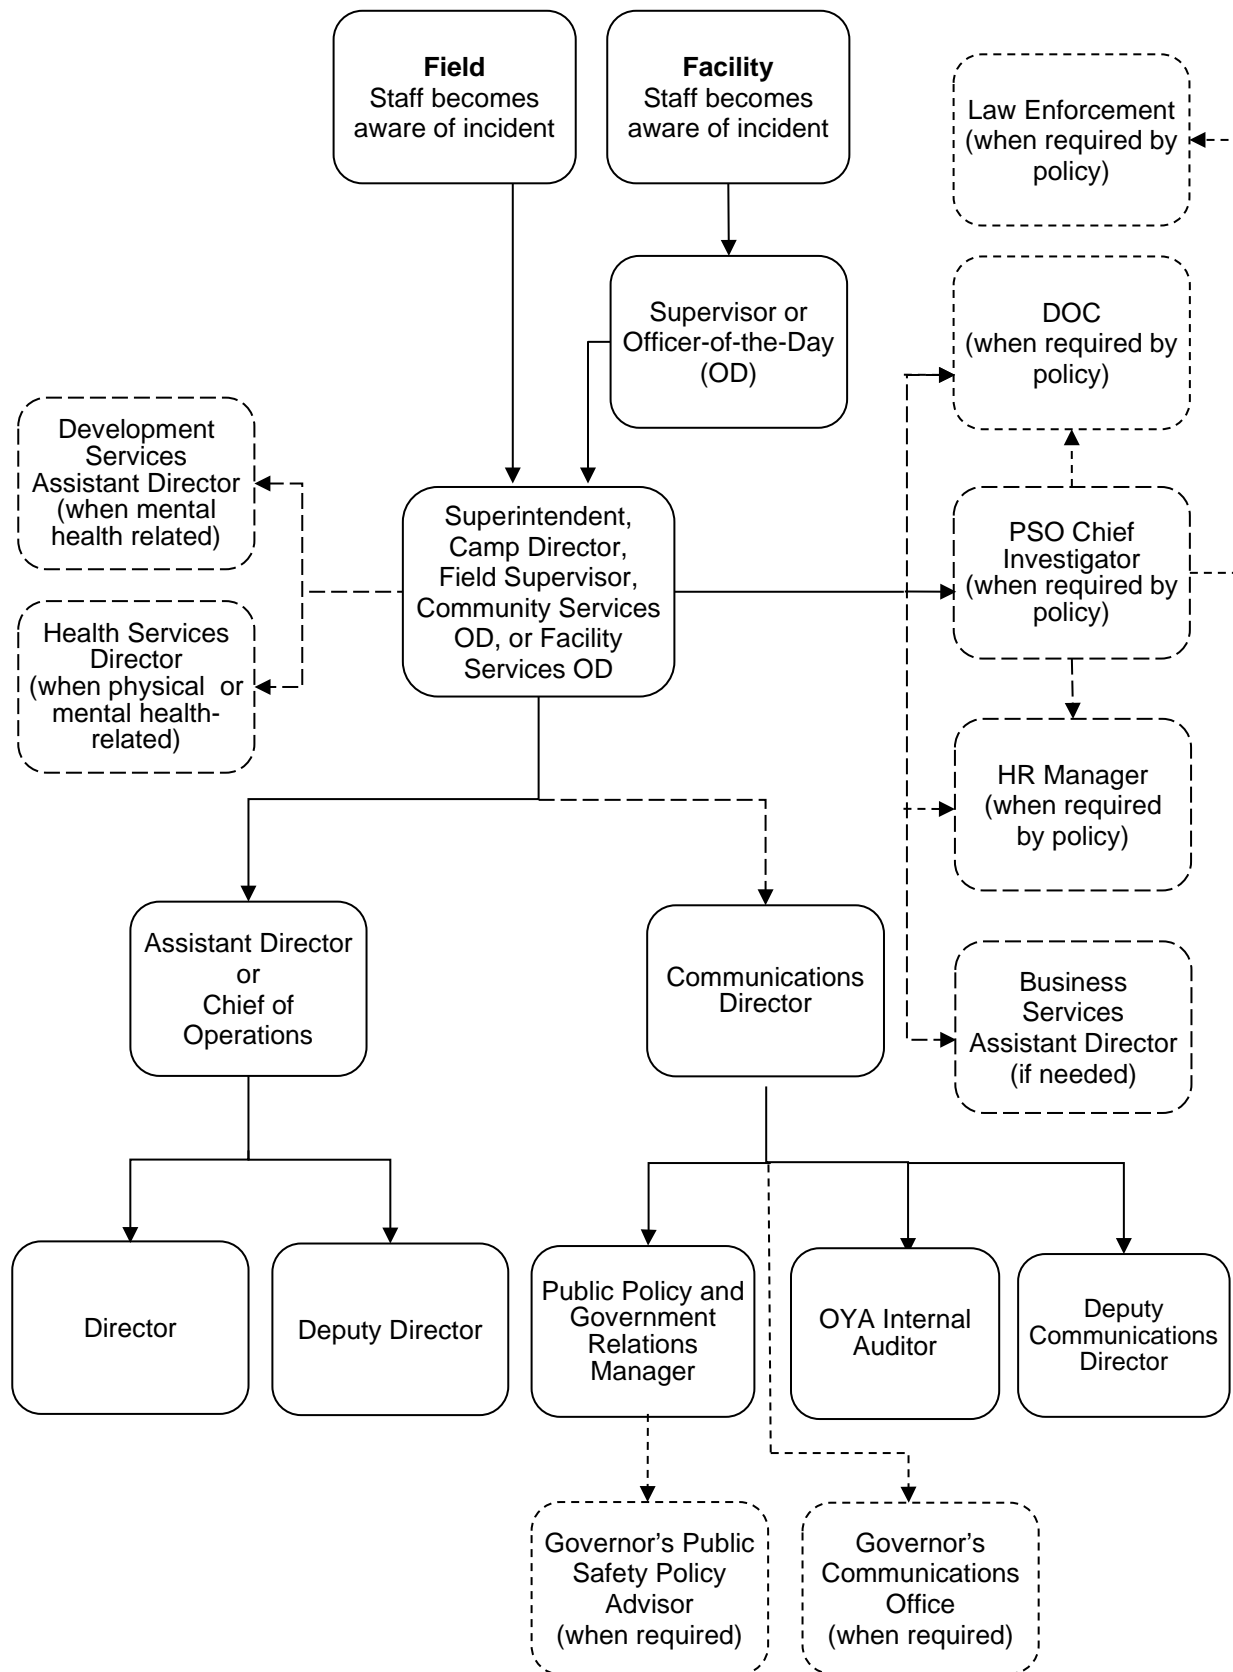 Field
Staff becomes
aware of incident
Facility
Staff becomes
aware of incident
Law Enforcement
(when required by
policy)
Supervisor or
Officer-of-the-Day
(OD)
DOC
(when required by
policy)
Development
Services
Assistant Director
(when mental
health related)
Superintendent,
Camp Director,
Field Supervisor,
Community Services
OD, or Facility
Services OD
PSO Chief
Investigator
(when required by
policy)
Health Services
Director
(when physical or
mental health-
related)
HR Manager
(when required
by policy)
Assistant Director
or
Chief of
Operations
Communications
Director
Business
Services
Assistant Director
(if needed)
Director
Deputy Director
Public Policy and
Government
Relations
Manager
OYA Internal
Auditor
Deputy
Communications
Director
Governor’s Public
Safety Policy
Advisor
(when required)
Governor’s
Communications
Office
(when required)